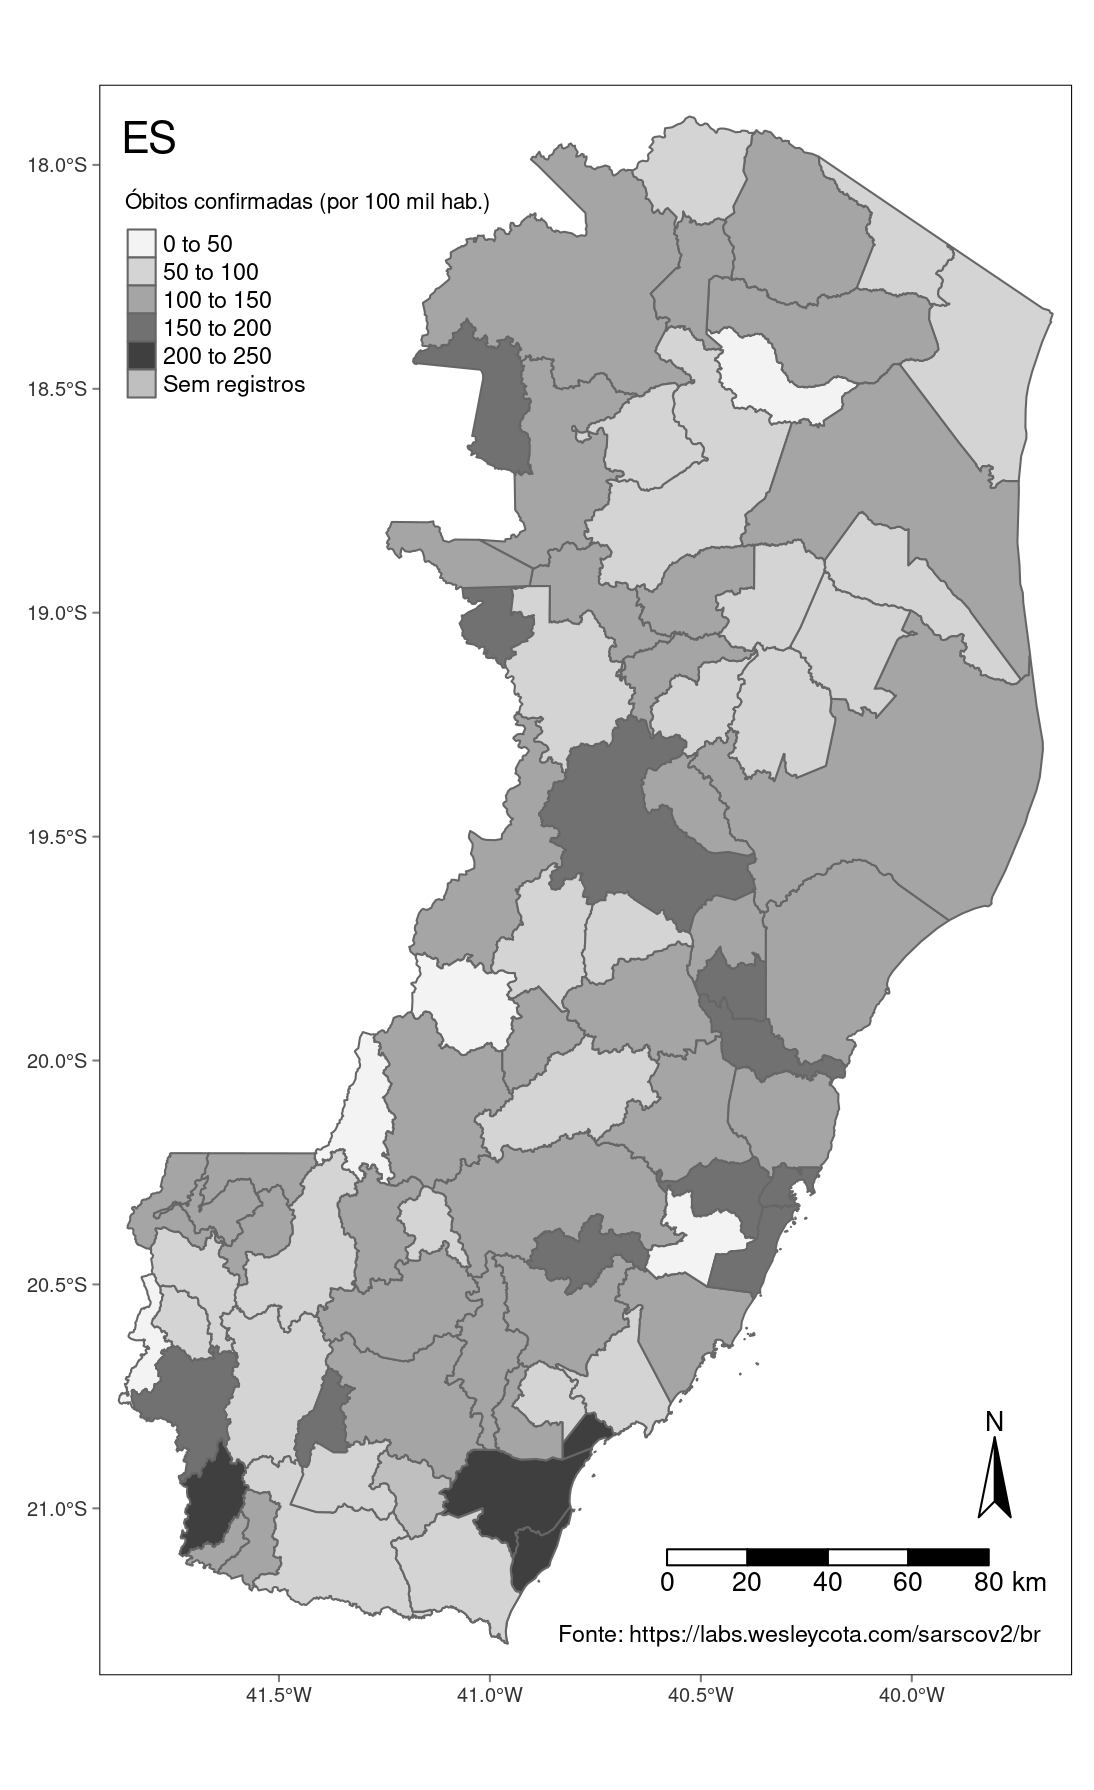 ES
Óbitos confirmadas (por 100 mil hab.)
0 to 50
50 to 100
100 to 150
150 to 200
200 to 250
Sem registros
18.0°S
18.5°S
19.0°S
19.5°S
20.0°S
20.5°S
21.0°S
N
0 20 40 60 80 km
Fonte: https://labs.wesleycota.com/sarscov2/br
41.5°W 41.0°W 40.5°W 40.0°W